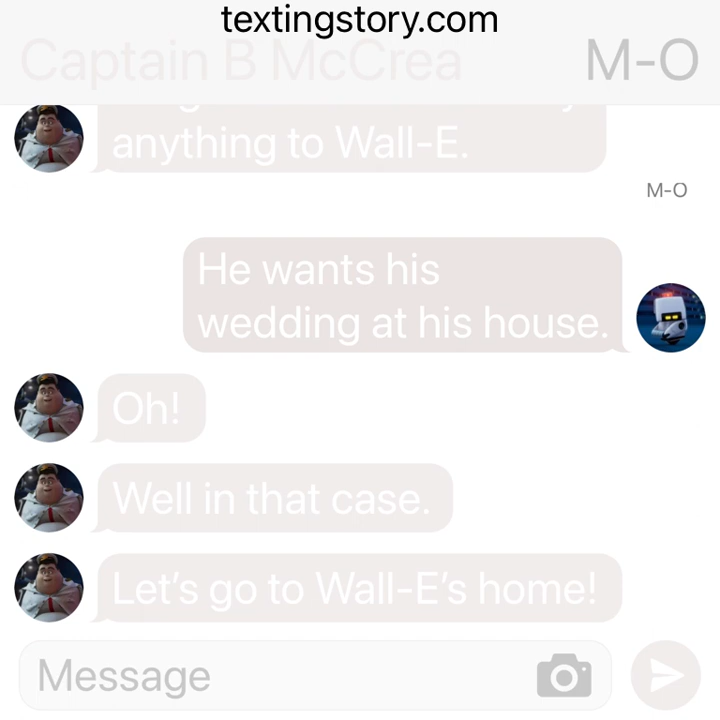 textingstory.com
Captain B McCrea M-O
anything to Wall-E.
M-O
He wants his
wedding at his house.
Oh!
Well in that case.
Let's go to Wall-E's home!
Message